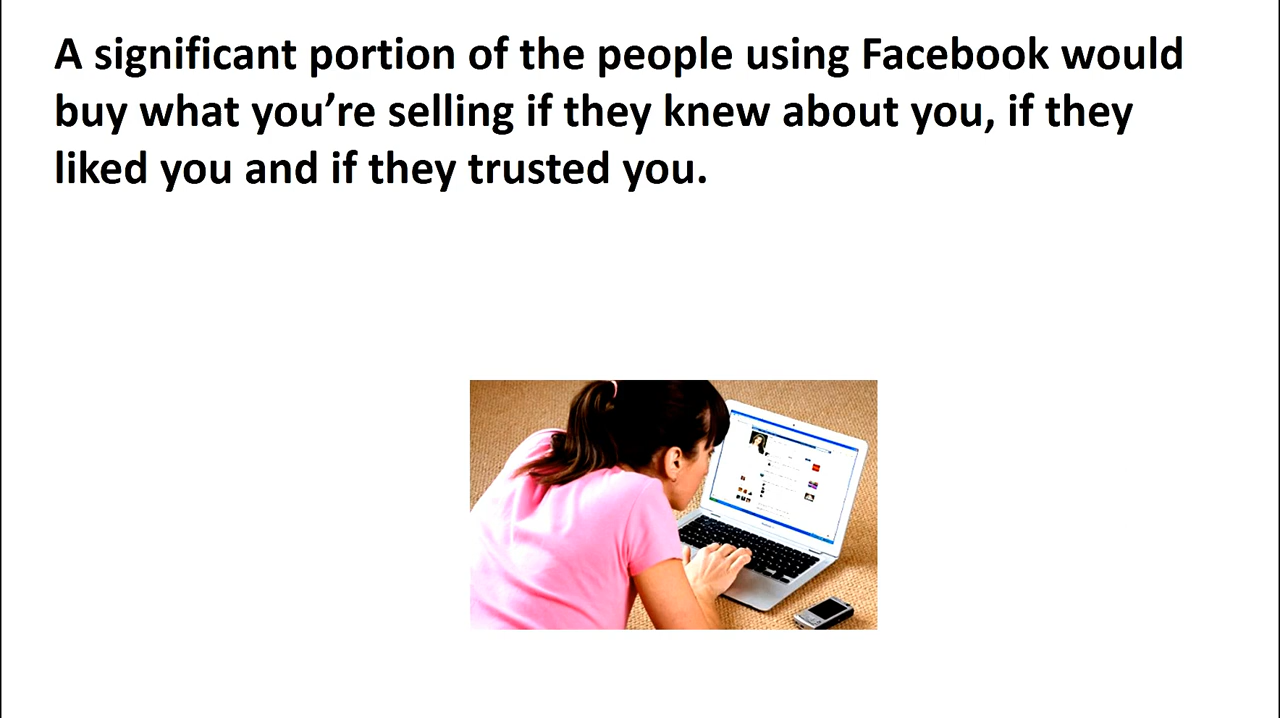 A significant portion of the people using Facebook would
buy what you’re selling if they knew about you, if they
liked you and if they trusted you.